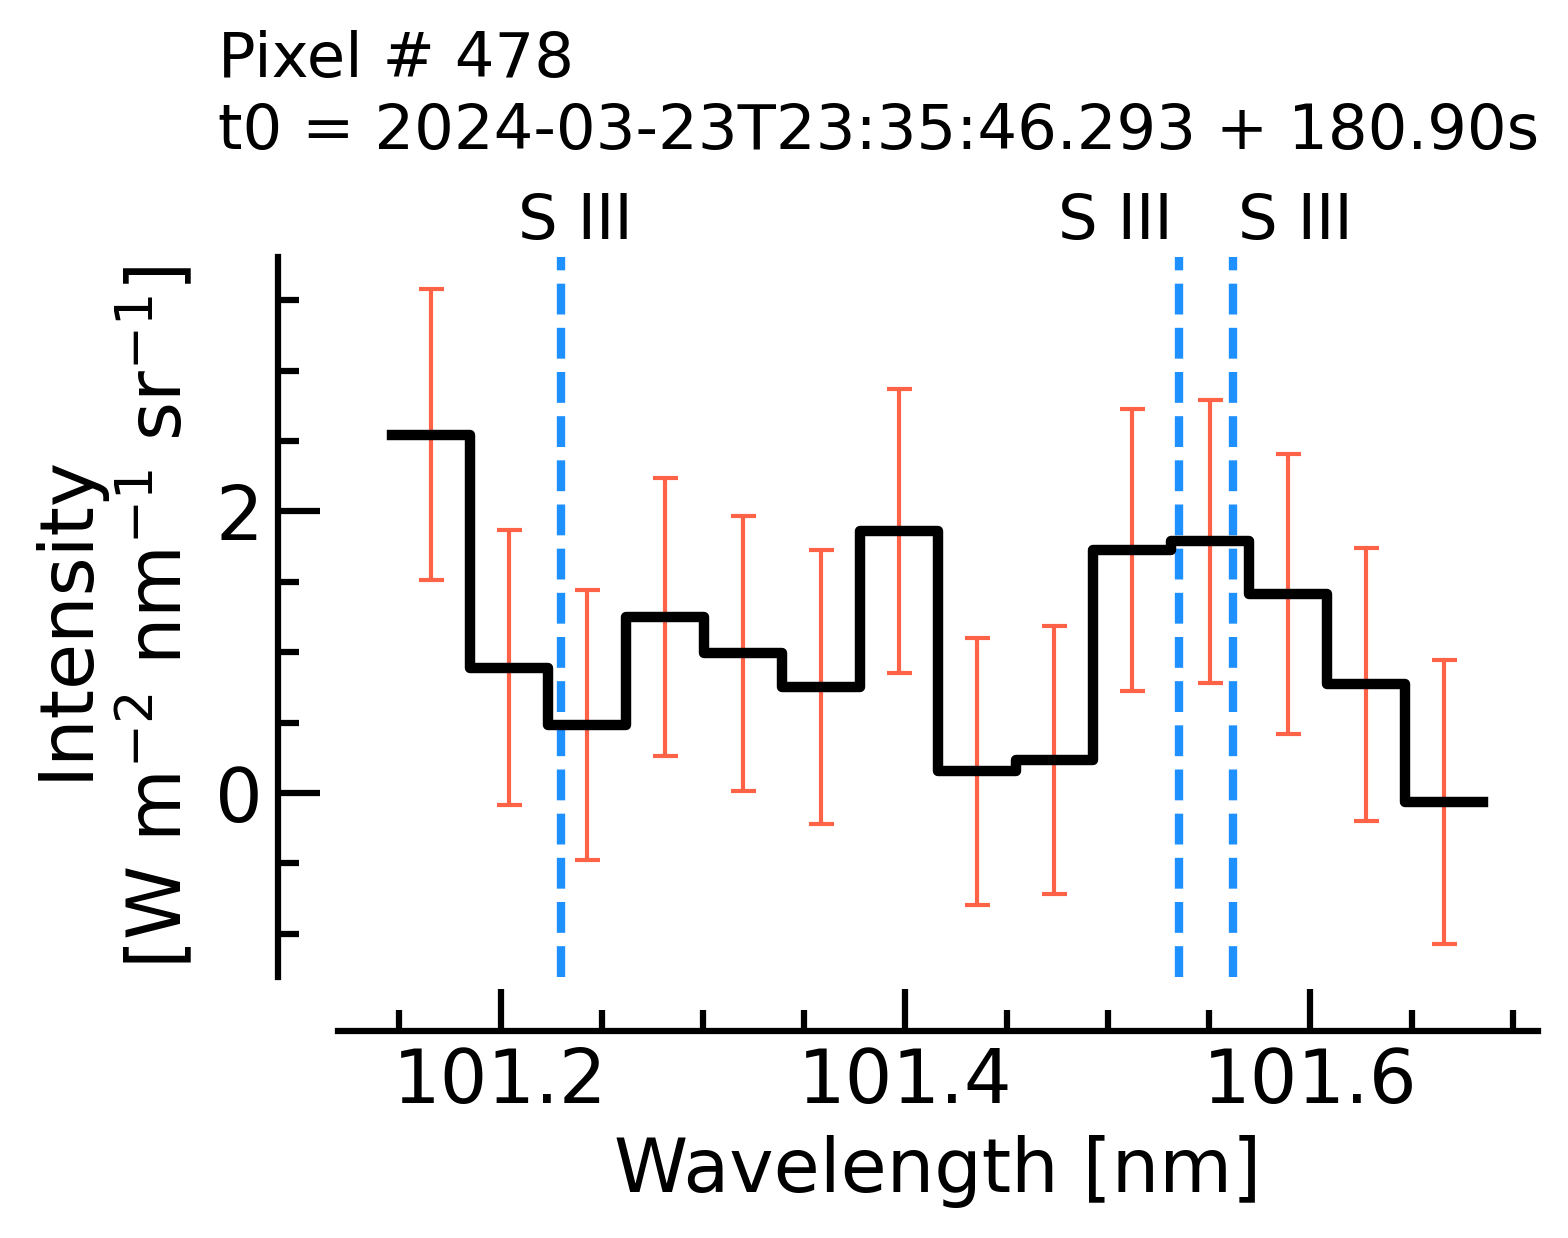 Pixel # 478
t0 = 2024-03-23T23:35:46.293 + 180.90s
S III S III S III
Intensity
[W m⁻² nm⁻¹ sr⁻¹]
2
0
101.2 101.4 101.6
Wavelength [nm]